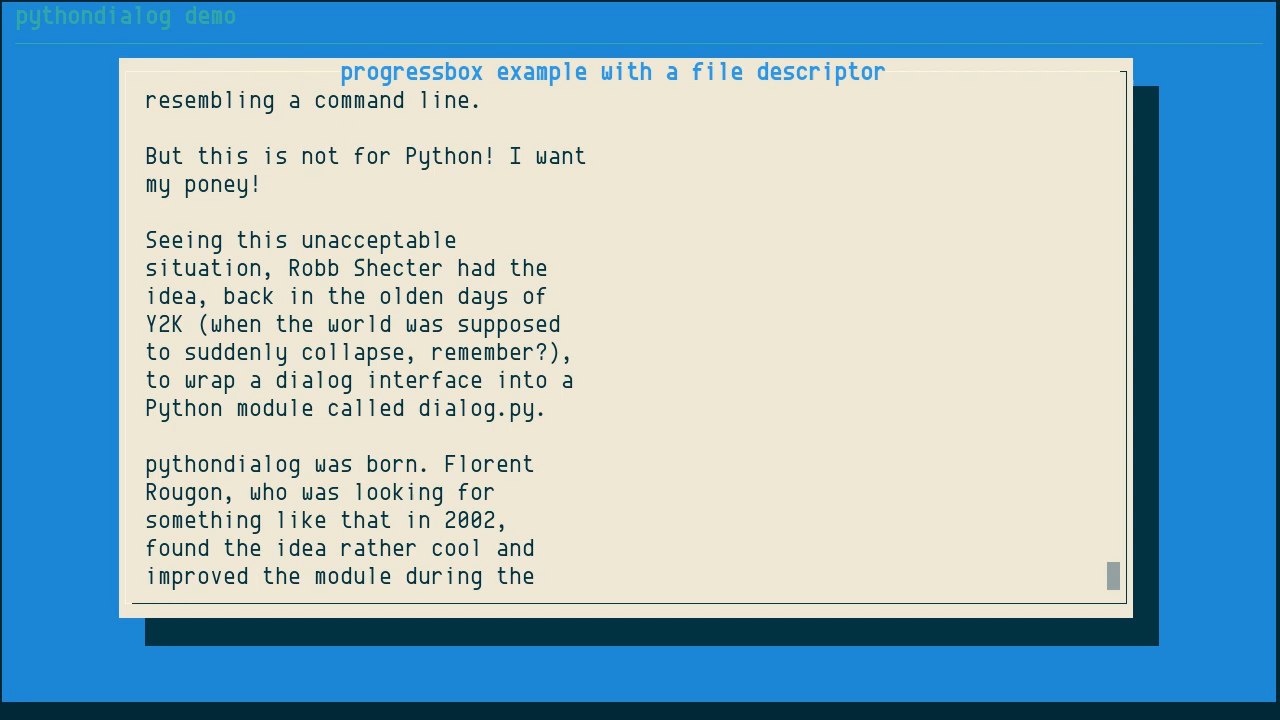 pythondialog demo
progressbox example with a file descriptor
resembling a command line.
But this is not for Python! I want
my poney!
Seeing this unacceptable
situation, Robb Shecter had the
idea, back in the olden days of
Y2K (when the world was supposed
to suddenly collapse, remember?),
to wrap a dialog interface into a
Python module called dialog.py.
pythondialog was born. Florent
Rougon, who was looking for
something like that in 2002,
found the idea rather cool and
improved the module during the